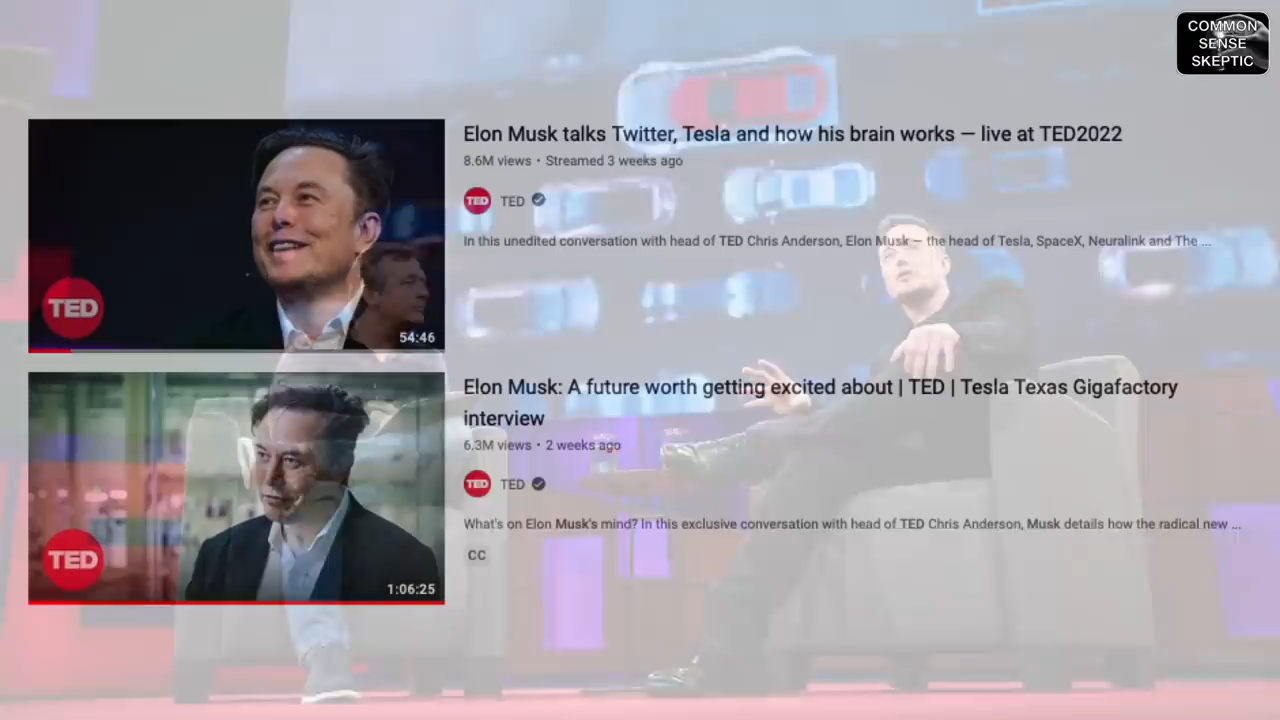 COMMON
SENSE
SKEPTIC
Elon Musk talks Twitter, Tesla and how his brain works — live at TED2022
8.6M views • Streamed 3 weeks ago
TED TED
In this unedited conversation with head of TED Chris Anderson, Elon Musk — the head of Tesla, SpaceX, Neuralink and The ...
TED
54:46
Elon Musk: A future worth getting excited about | TED | Tesla Texas Gigafactory
interview
6.3M views • 2 weeks ago
TED TED
What's on Elon Musk's mind? In this exclusive conversation with head of TED Chris Anderson, Musk details how the radical new ...
CC
TED
1:06:25